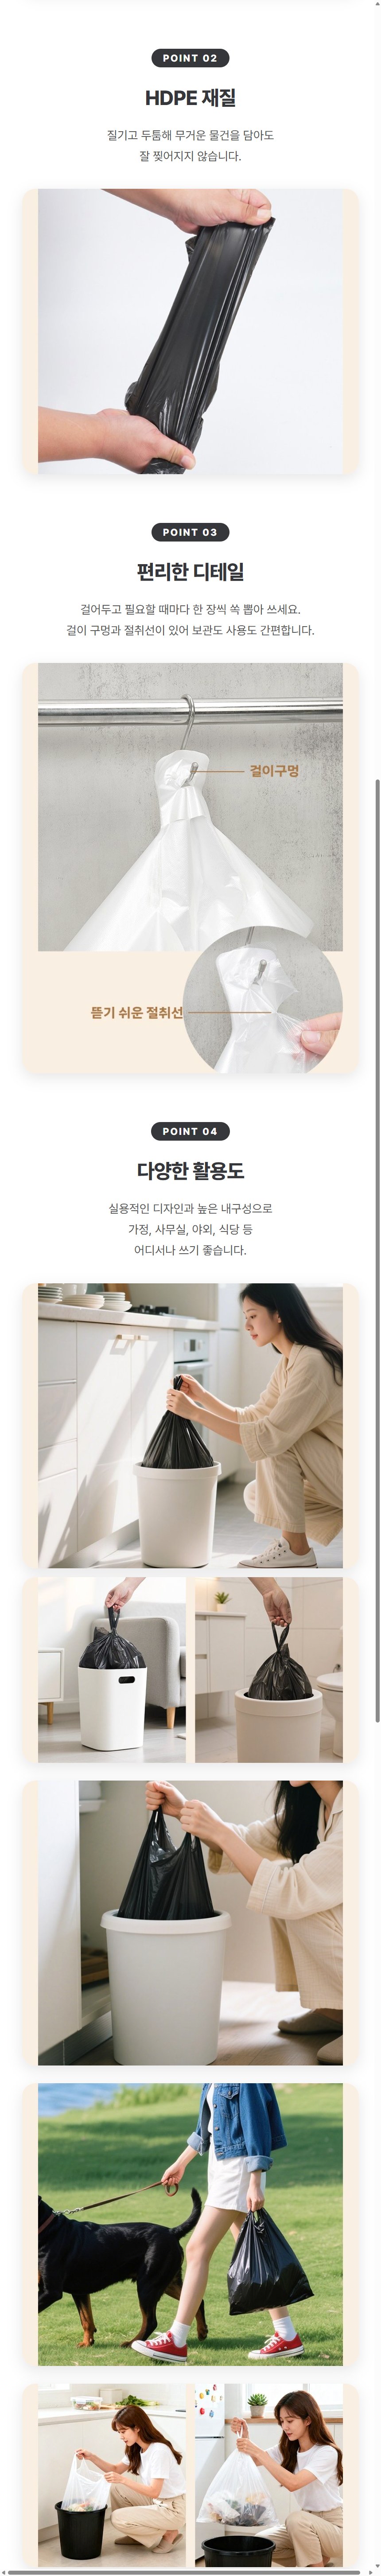 POINT 02
HDPE 재질
질기고 두툼해 무거운 물건을 담아도
잘 찢어지지 않습니다.
POINT 03
편리한 디테일
걸어두고 필요할 때마다 한 장씩 쏙 뽑아 쓰세요.
걸이 구멍과 절취선이 있어 보관도 사용도 간편합니다.
걸이구멍
뜯기 쉬운 절취선
POINT 04
다양한 활용도
실용적인 디자인과 높은 내구성으로
가정, 사무실, 야외, 식당 등
어디서나 쓰기 좋습니다.